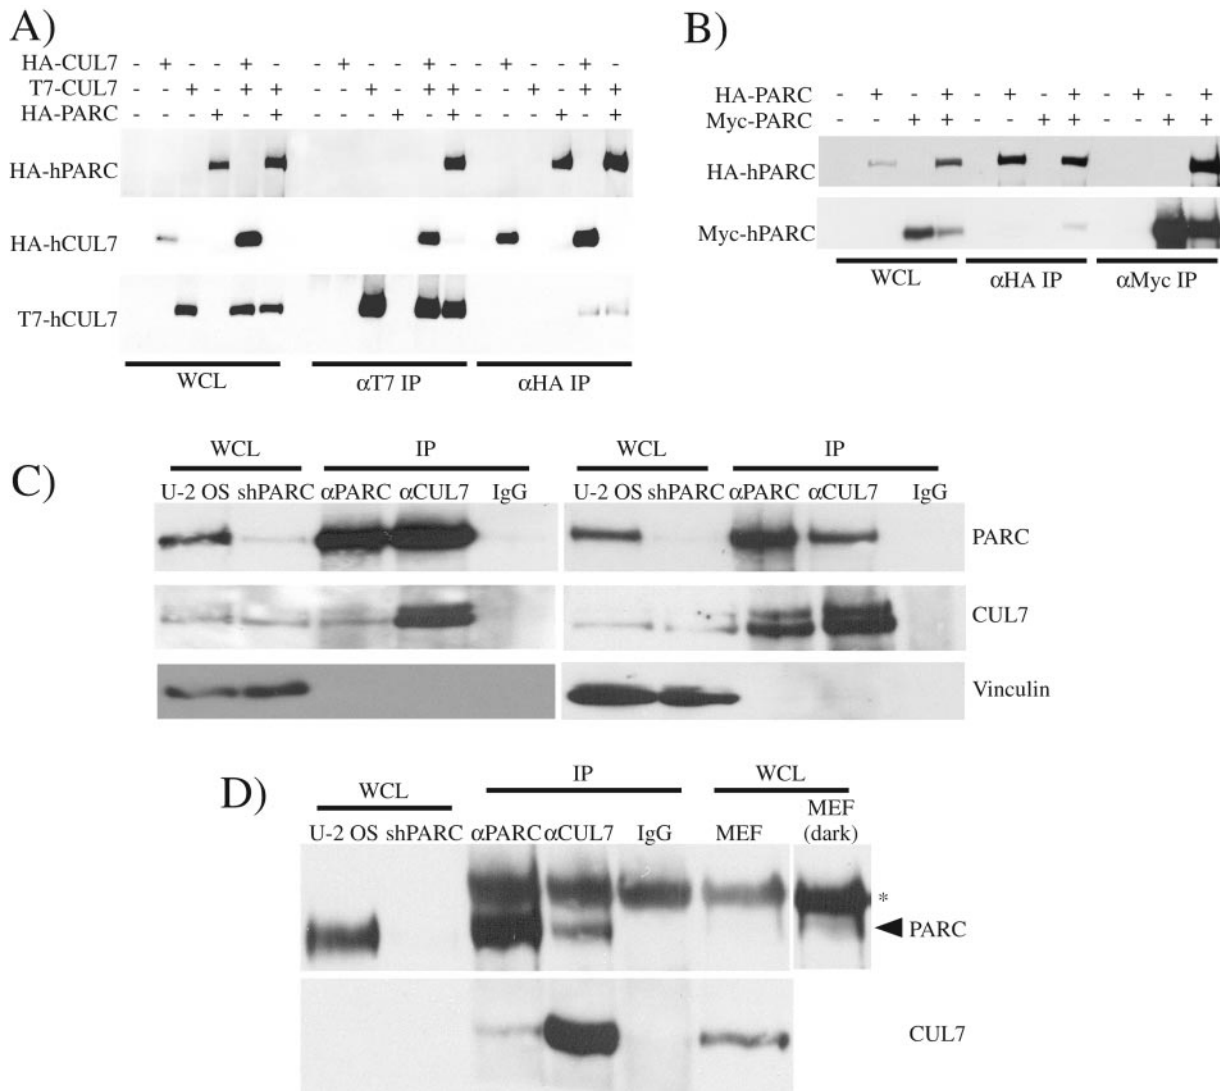 A)
HA-CUL7 - + - - + - - + - - + - - + - - + -
T7-CUL7 - - + - + + - - + - + + - - + - + +
HA-PARC - - - + - + - - - + - + - - - + - +
HA-hPARC
HA-hCUL7
T7-hCUL7
WCL αT7 IP αHA IP
B)
HA-PARC - + - + - + - + - + - +
Myc-PARC - - + + - - + + - - + +
HA-hPARC
Myc-hPARC
WCL αHA IP αMyc IP
C)
WCL IP WCL IP
U-2 OS shPARC αPARC αCUL7 IgG U-2 OS shPARC αPARC αCUL7 IgG
PARC
CUL7
Vinculin
D)
WCL IP WCL
U-2 OS shPARC αPARC αCUL7 IgG MEF MEF (dark)
*
PARC
CUL7